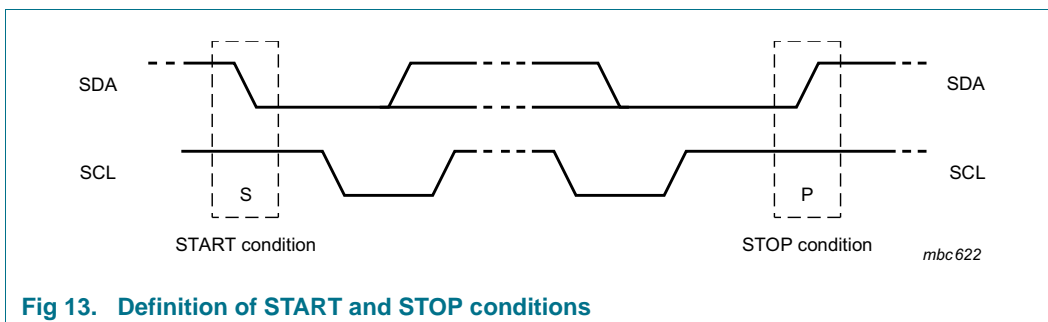 SDA SDA
SCL SCL
S P
START condition STOP condition
mbc622
Fig 13. Definition of START and STOP conditions